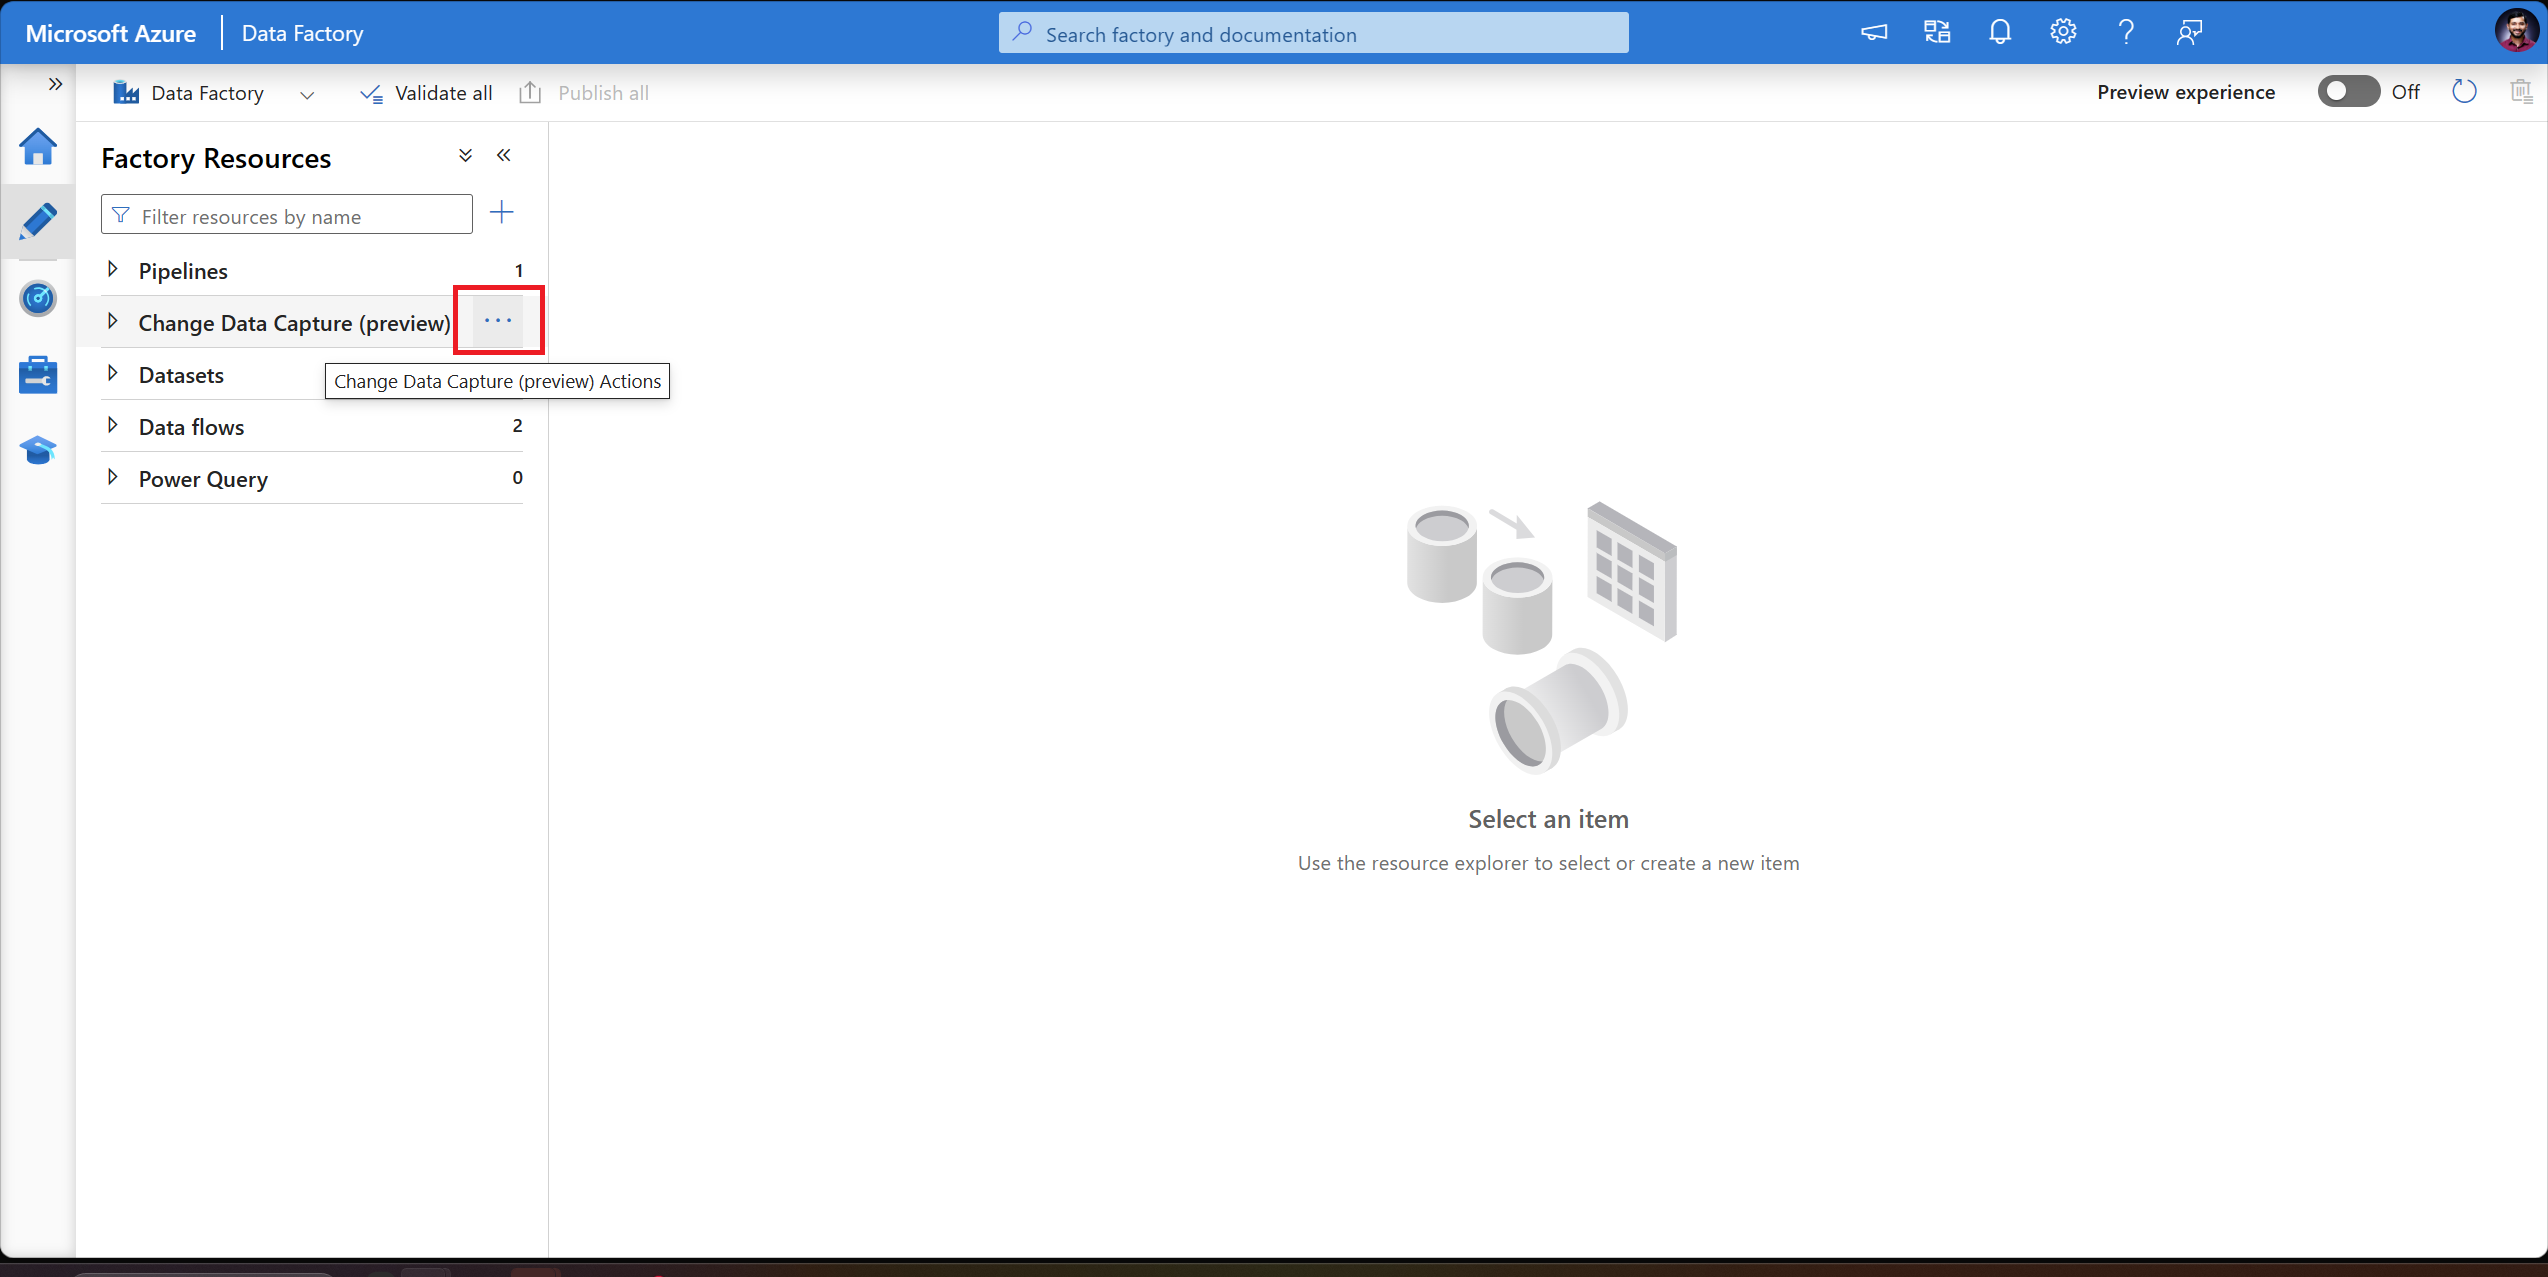 Microsoft Azure
Data Factory
Search factory and documentation
Data Factory
Validate all
Publish all
Preview experience
Off
Factory Resources
Filter resources by name
Pipelines 1
Change Data Capture (preview) ...
Datasets
Change Data Capture (preview) Actions
Data flows 2
Power Query 0
Select an item
Use the resource explorer to select or create a new item